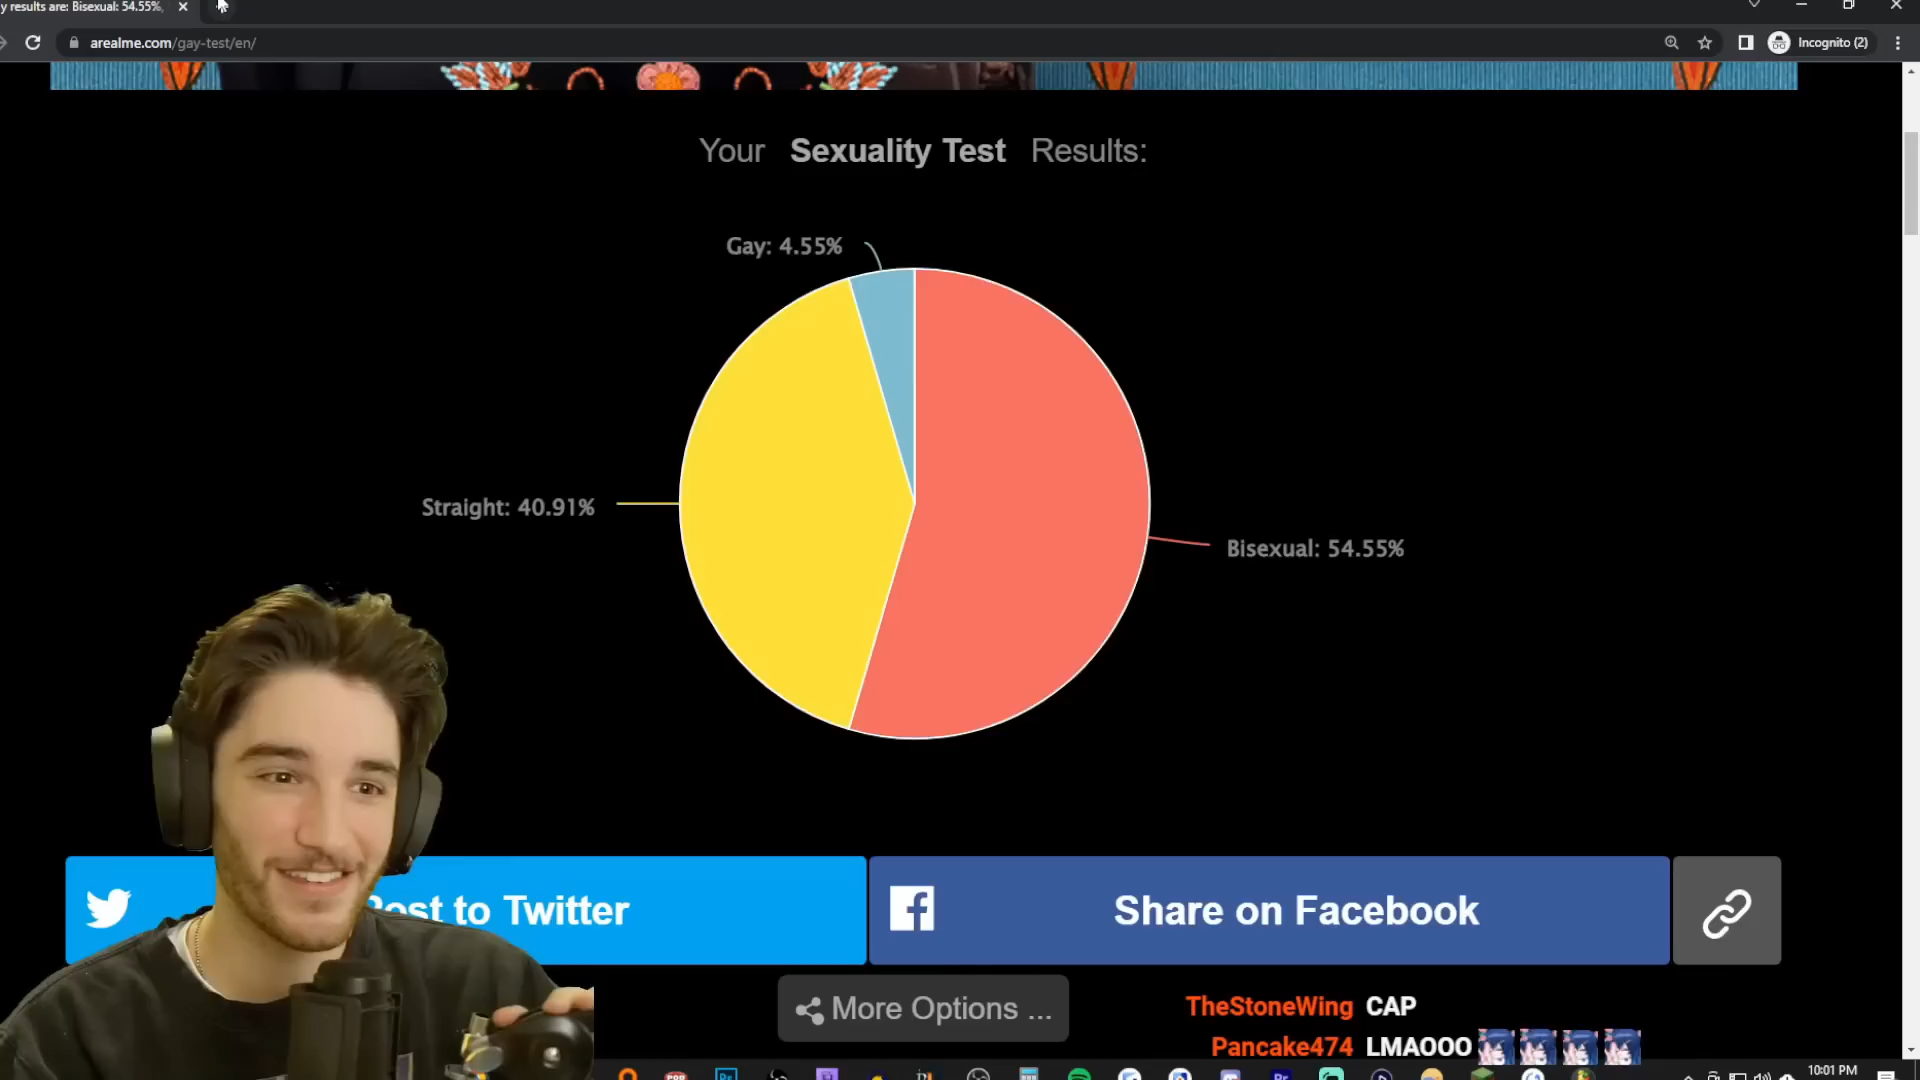 y results are: Bisexual: 54.55%,
arealme.com/gay-test/en/
Incognito (2)
Your Sexuality Test Results:
Gay: 4.55%
Straight: 40.91%
Bisexual: 54.55%
Post to Twitter
Share on Facebook
More Options ...
TheStoneWing CAP
Pancake474 LMAOOO
10:01 PM